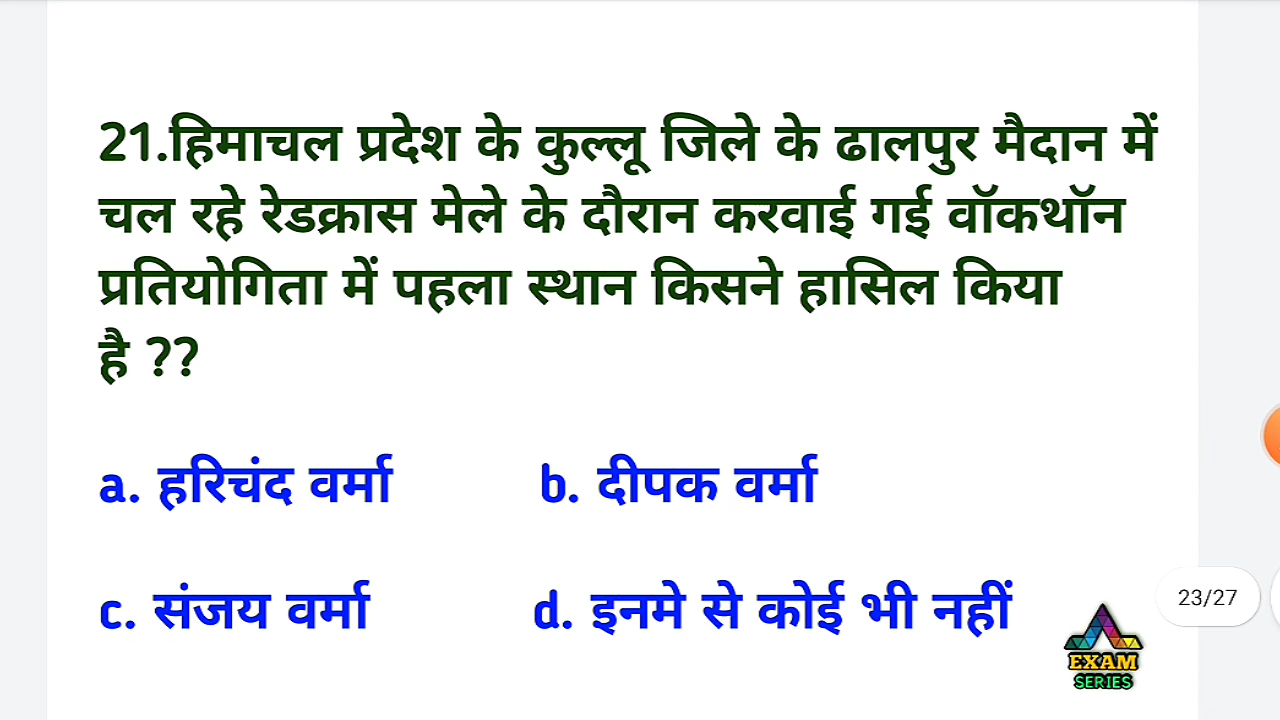 21.हिमाचल प्रदेश के कुल्लू जिले के ढालपुर मैदान में
चल रहे रेडक्रास मेले के दौरान करवाई गई वॉकथॉन
प्रतियोगिता में पहला स्थान किसने हासिल किया
है ??
a. हरिचंद वर्मा b. दीपक वर्मा
c. संजय वर्मा d. इनमे से कोई भी नहीं
23/27
EXAM
SERIES